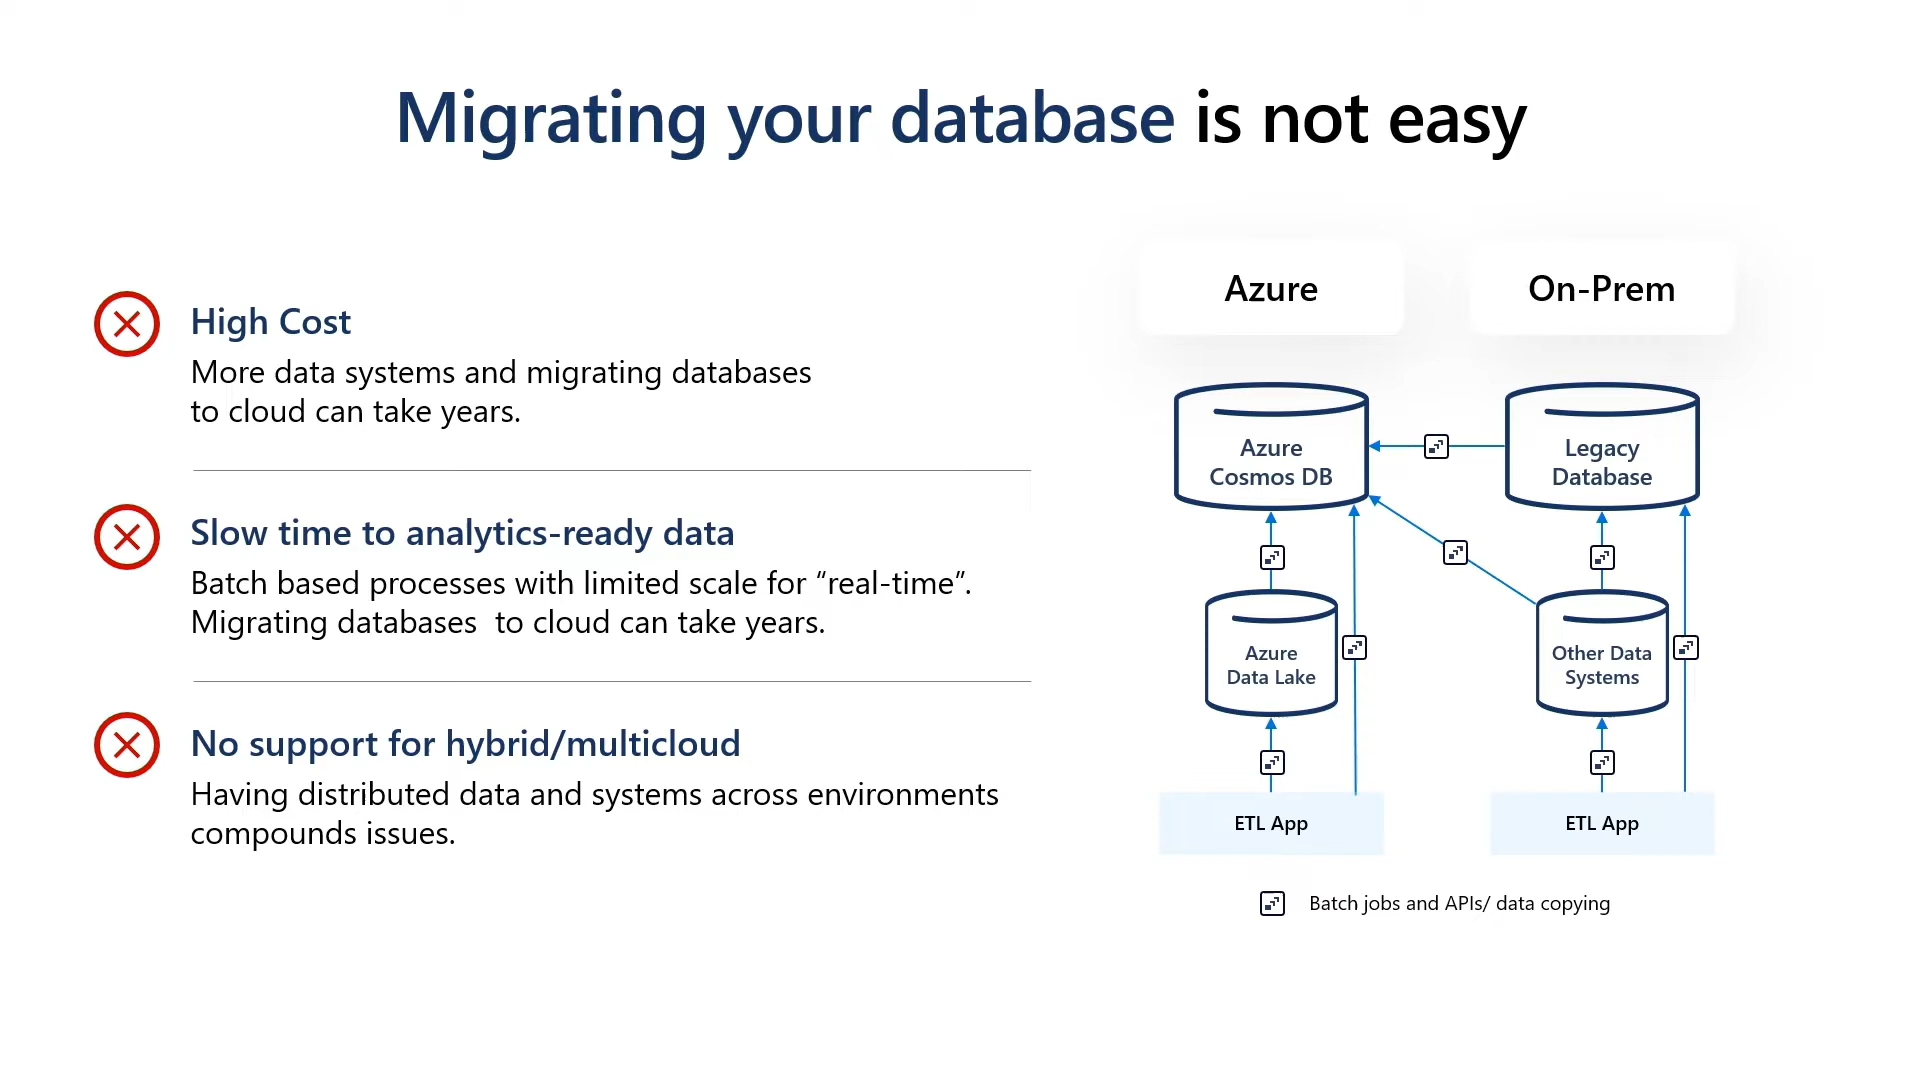 Migrating your database is not easy
High Cost
More data systems and migrating databases
to cloud can take years.
Slow time to analytics-ready data
Batch based processes with limited scale for “real-time”.
Migrating databases  to cloud can take years.
No support for hybrid/multicloud
Having distributed data and systems across environments
compounds issues.
Azure
On-Prem
Azure
Cosmos DB
Legacy
Database
Azure
Data Lake
Other Data
Systems
ETL App
ETL App
Batch jobs and APIs/ data copying